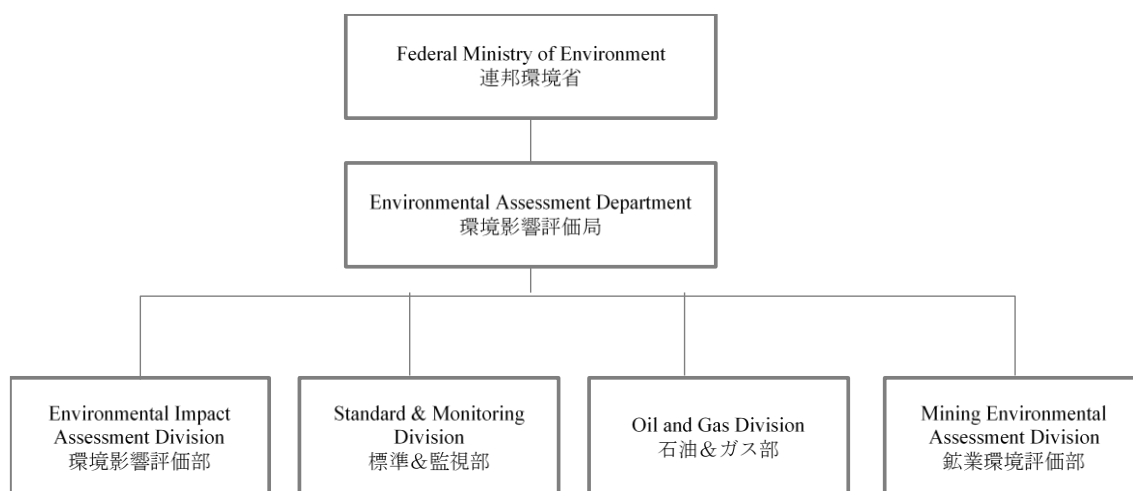 Federal Ministry of Environment
連邦環境省
Environmental Assessment Department
環境影響評価局
Environmental Impact
Assessment Division
環境影響評価部
Standard & Monitoring
Division
標準＆監視部
Oil and Gas Division
石油＆ガス部
Mining Environmental
Assessment Division
鉱業環境評価部